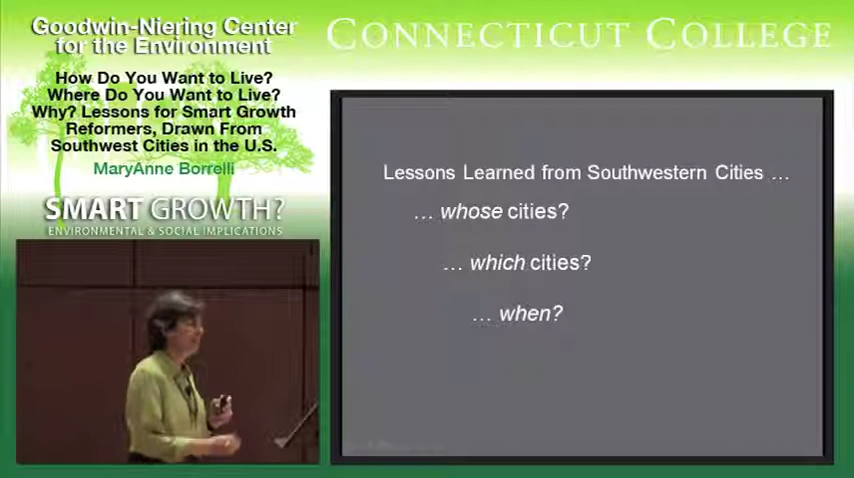 Goodwin-Niering Center
for the Environment
CONNECTICUT COLLEGE
How Do You Want to Live?
Where Do You Want to Live?
Why? Lessons for Smart Growth
Reformers, Drawn From
Southwest Cities in the U.S.
MaryAnne Borrelli
SMART GROWTH?
ENVIRONMENTAL & SOCIAL IMPLICATIONS
Lessons Learned from Southwestern Cities …
… whose cities?
… which cities?
… when?